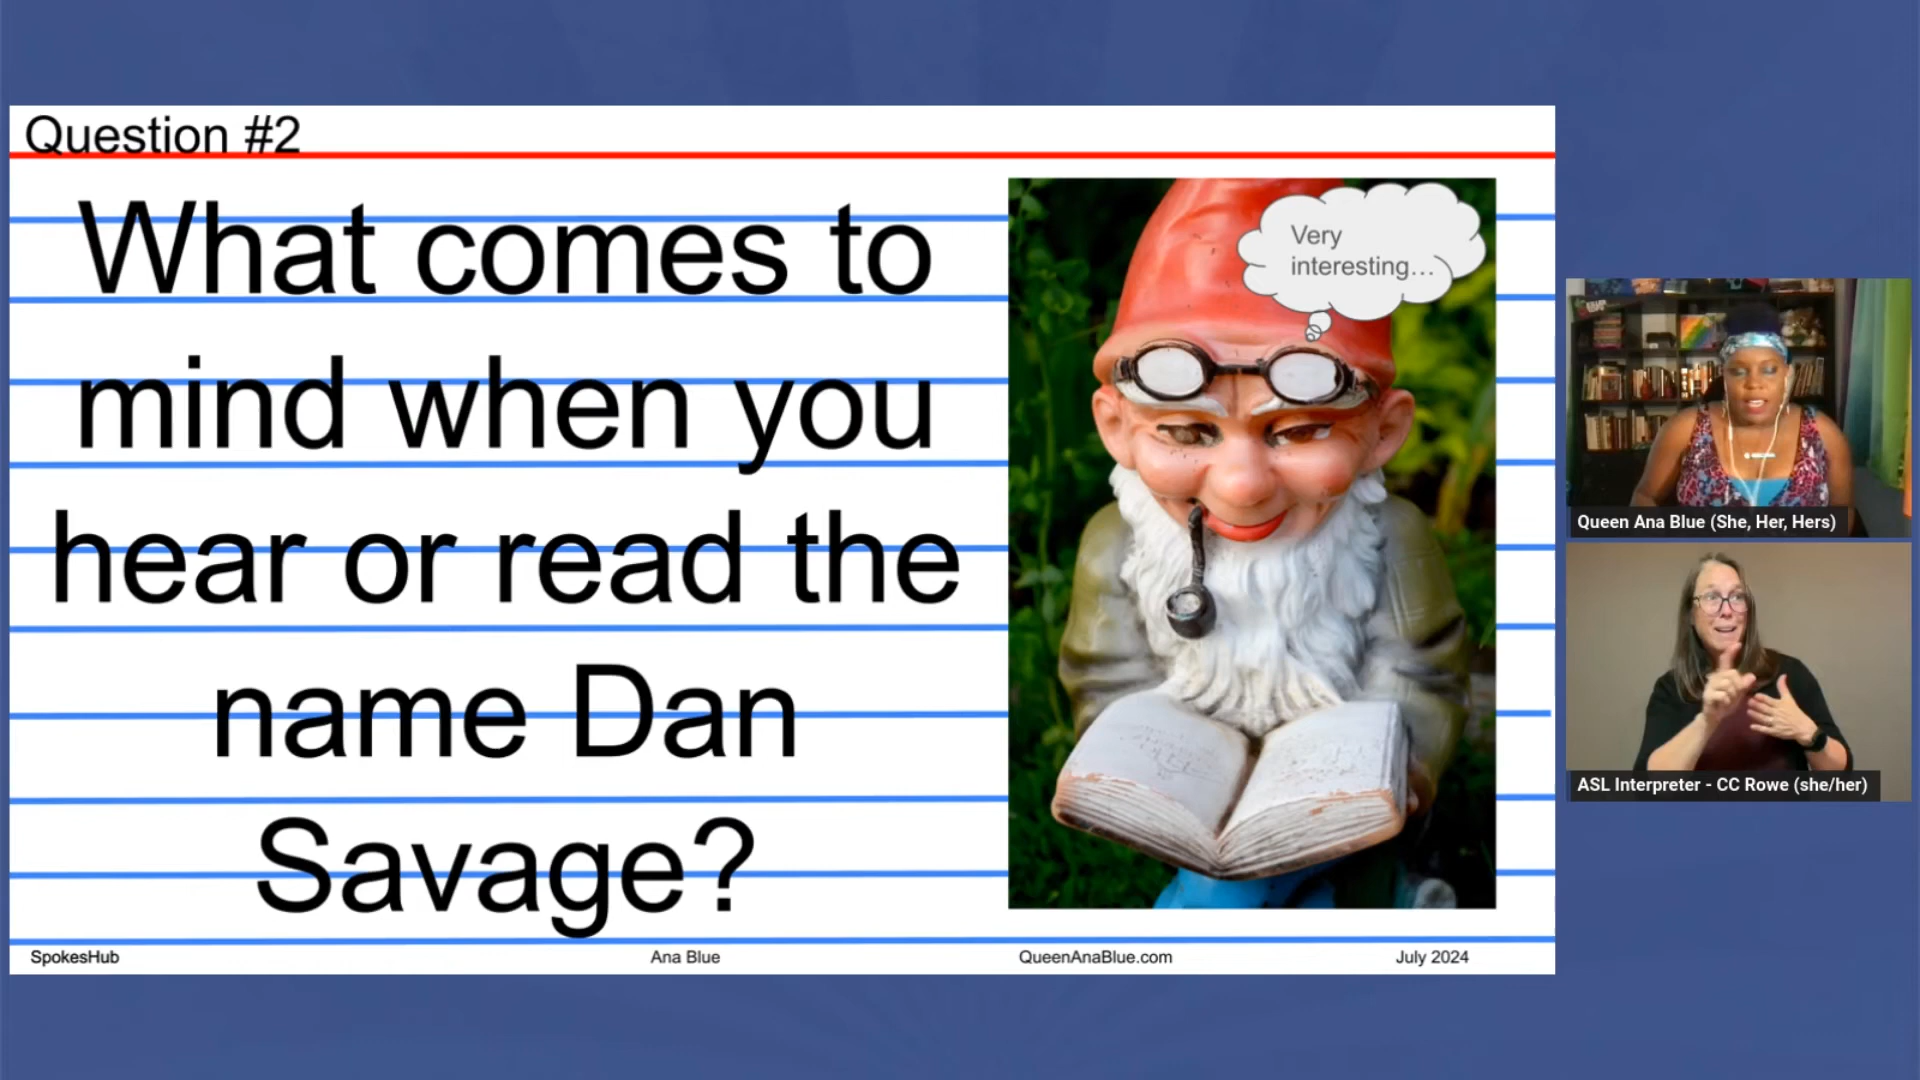 Question #2
What comes to
mind when you
hear or read the
name Dan
Savage?
Very
interesting...
SpokesHub
Ana Blue
QueenAnaBlue.com
July 2024
Queen Ana Blue (She, Her, Hers)
ASL Interpreter - CC Rowe (she/her)